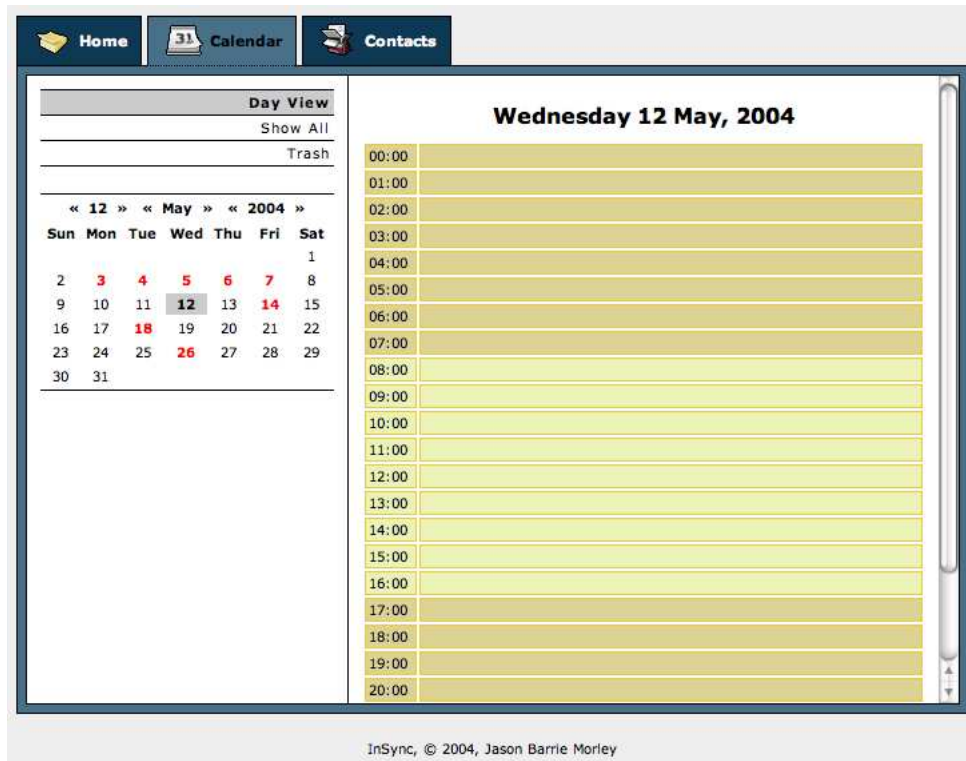 Home 31 Calendar Contacts
Day View
Show All
Trash
« 12 » « May » « 2004 »
Sun Mon Tue Wed Thu Fri Sat
1
2 3 4 5 6 7 8
9 10 11 12 13 14 15
16 17 18 19 20 21 22
23 24 25 26 27 28 29
30 31
Wednesday 12 May, 2004
00:00
01:00
02:00
03:00
04:00
05:00
06:00
07:00
08:00
09:00
10:00
11:00
12:00
13:00
14:00
15:00
16:00
17:00
18:00
19:00
20:00
InSync, © 2004, Jason Barrie Morley